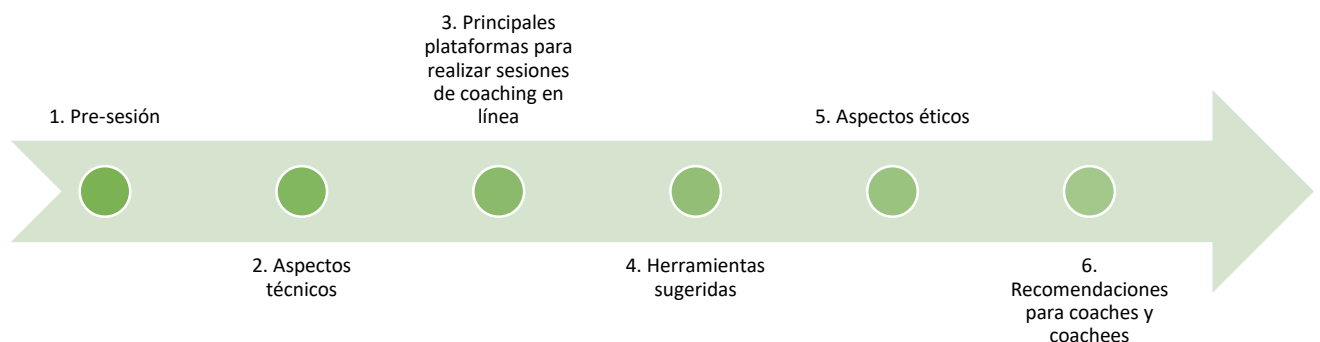 1. Pre-sesión
2. Aspectos
técnicos
3. Principales
plataformas para
realizar sesiones
de coaching en
línea
4. Herramientas
sugeridas
5. Aspectos éticos
6.
Recomendaciones
para coaches y
coachees